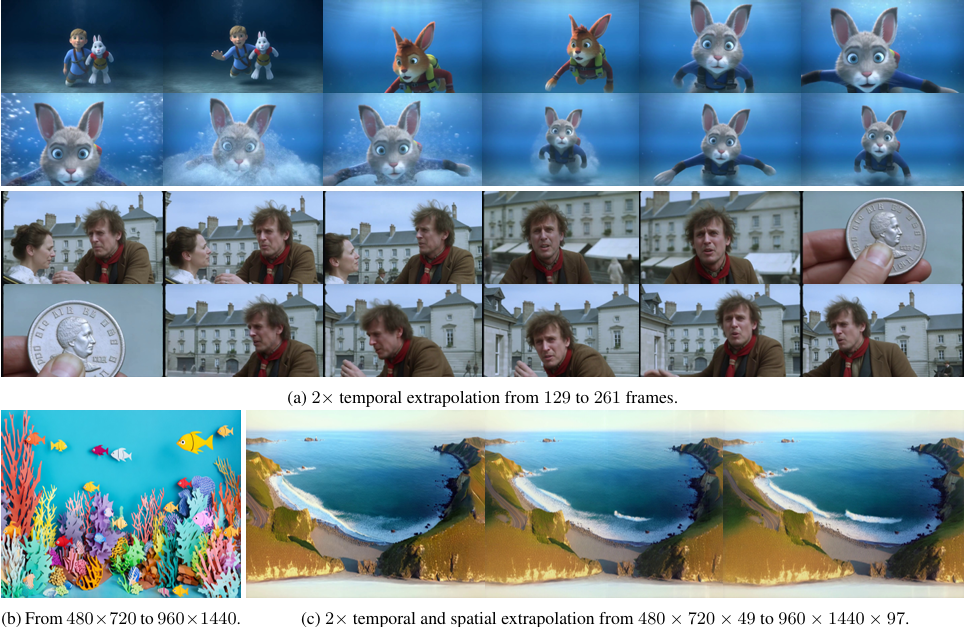 (a) 2× temporal extrapolation from 129 to 261 frames.
(b) From 480×720 to 960×1440.
(c) 2× temporal and spatial extrapolation from 480 × 720 × 49 to 960 × 1440 × 97.